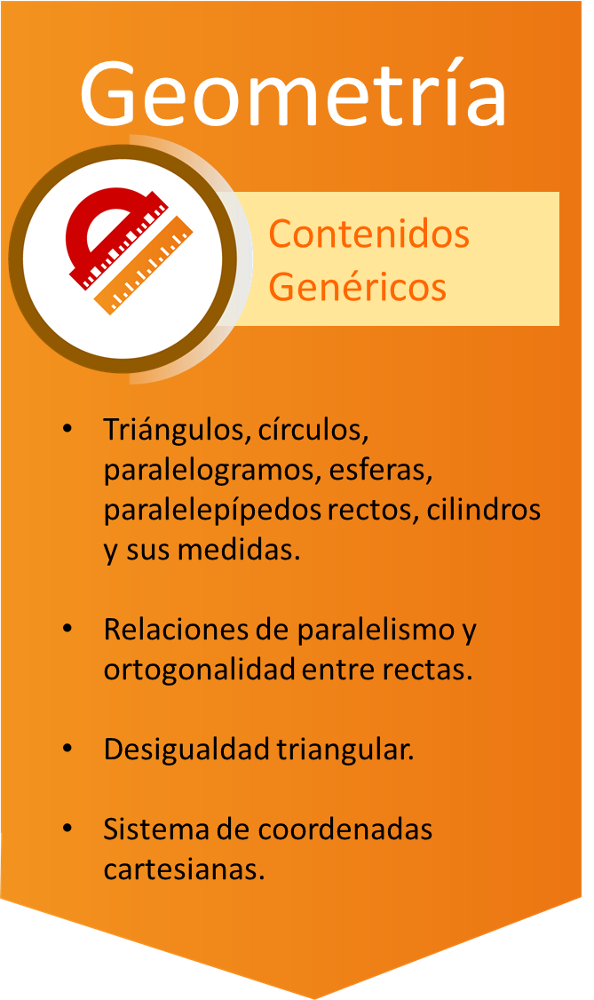 Geometría
Contenidos
Genéricos
• Triángulos, círculos,
paralelogramos, esferas,
paralelepípedos rectos, cilindros
y sus medidas.
• Relaciones de paralelismo y
ortogonalidad entre rectas.
• Desigualdad triangular.
• Sistema de coordenadas
cartesianas.